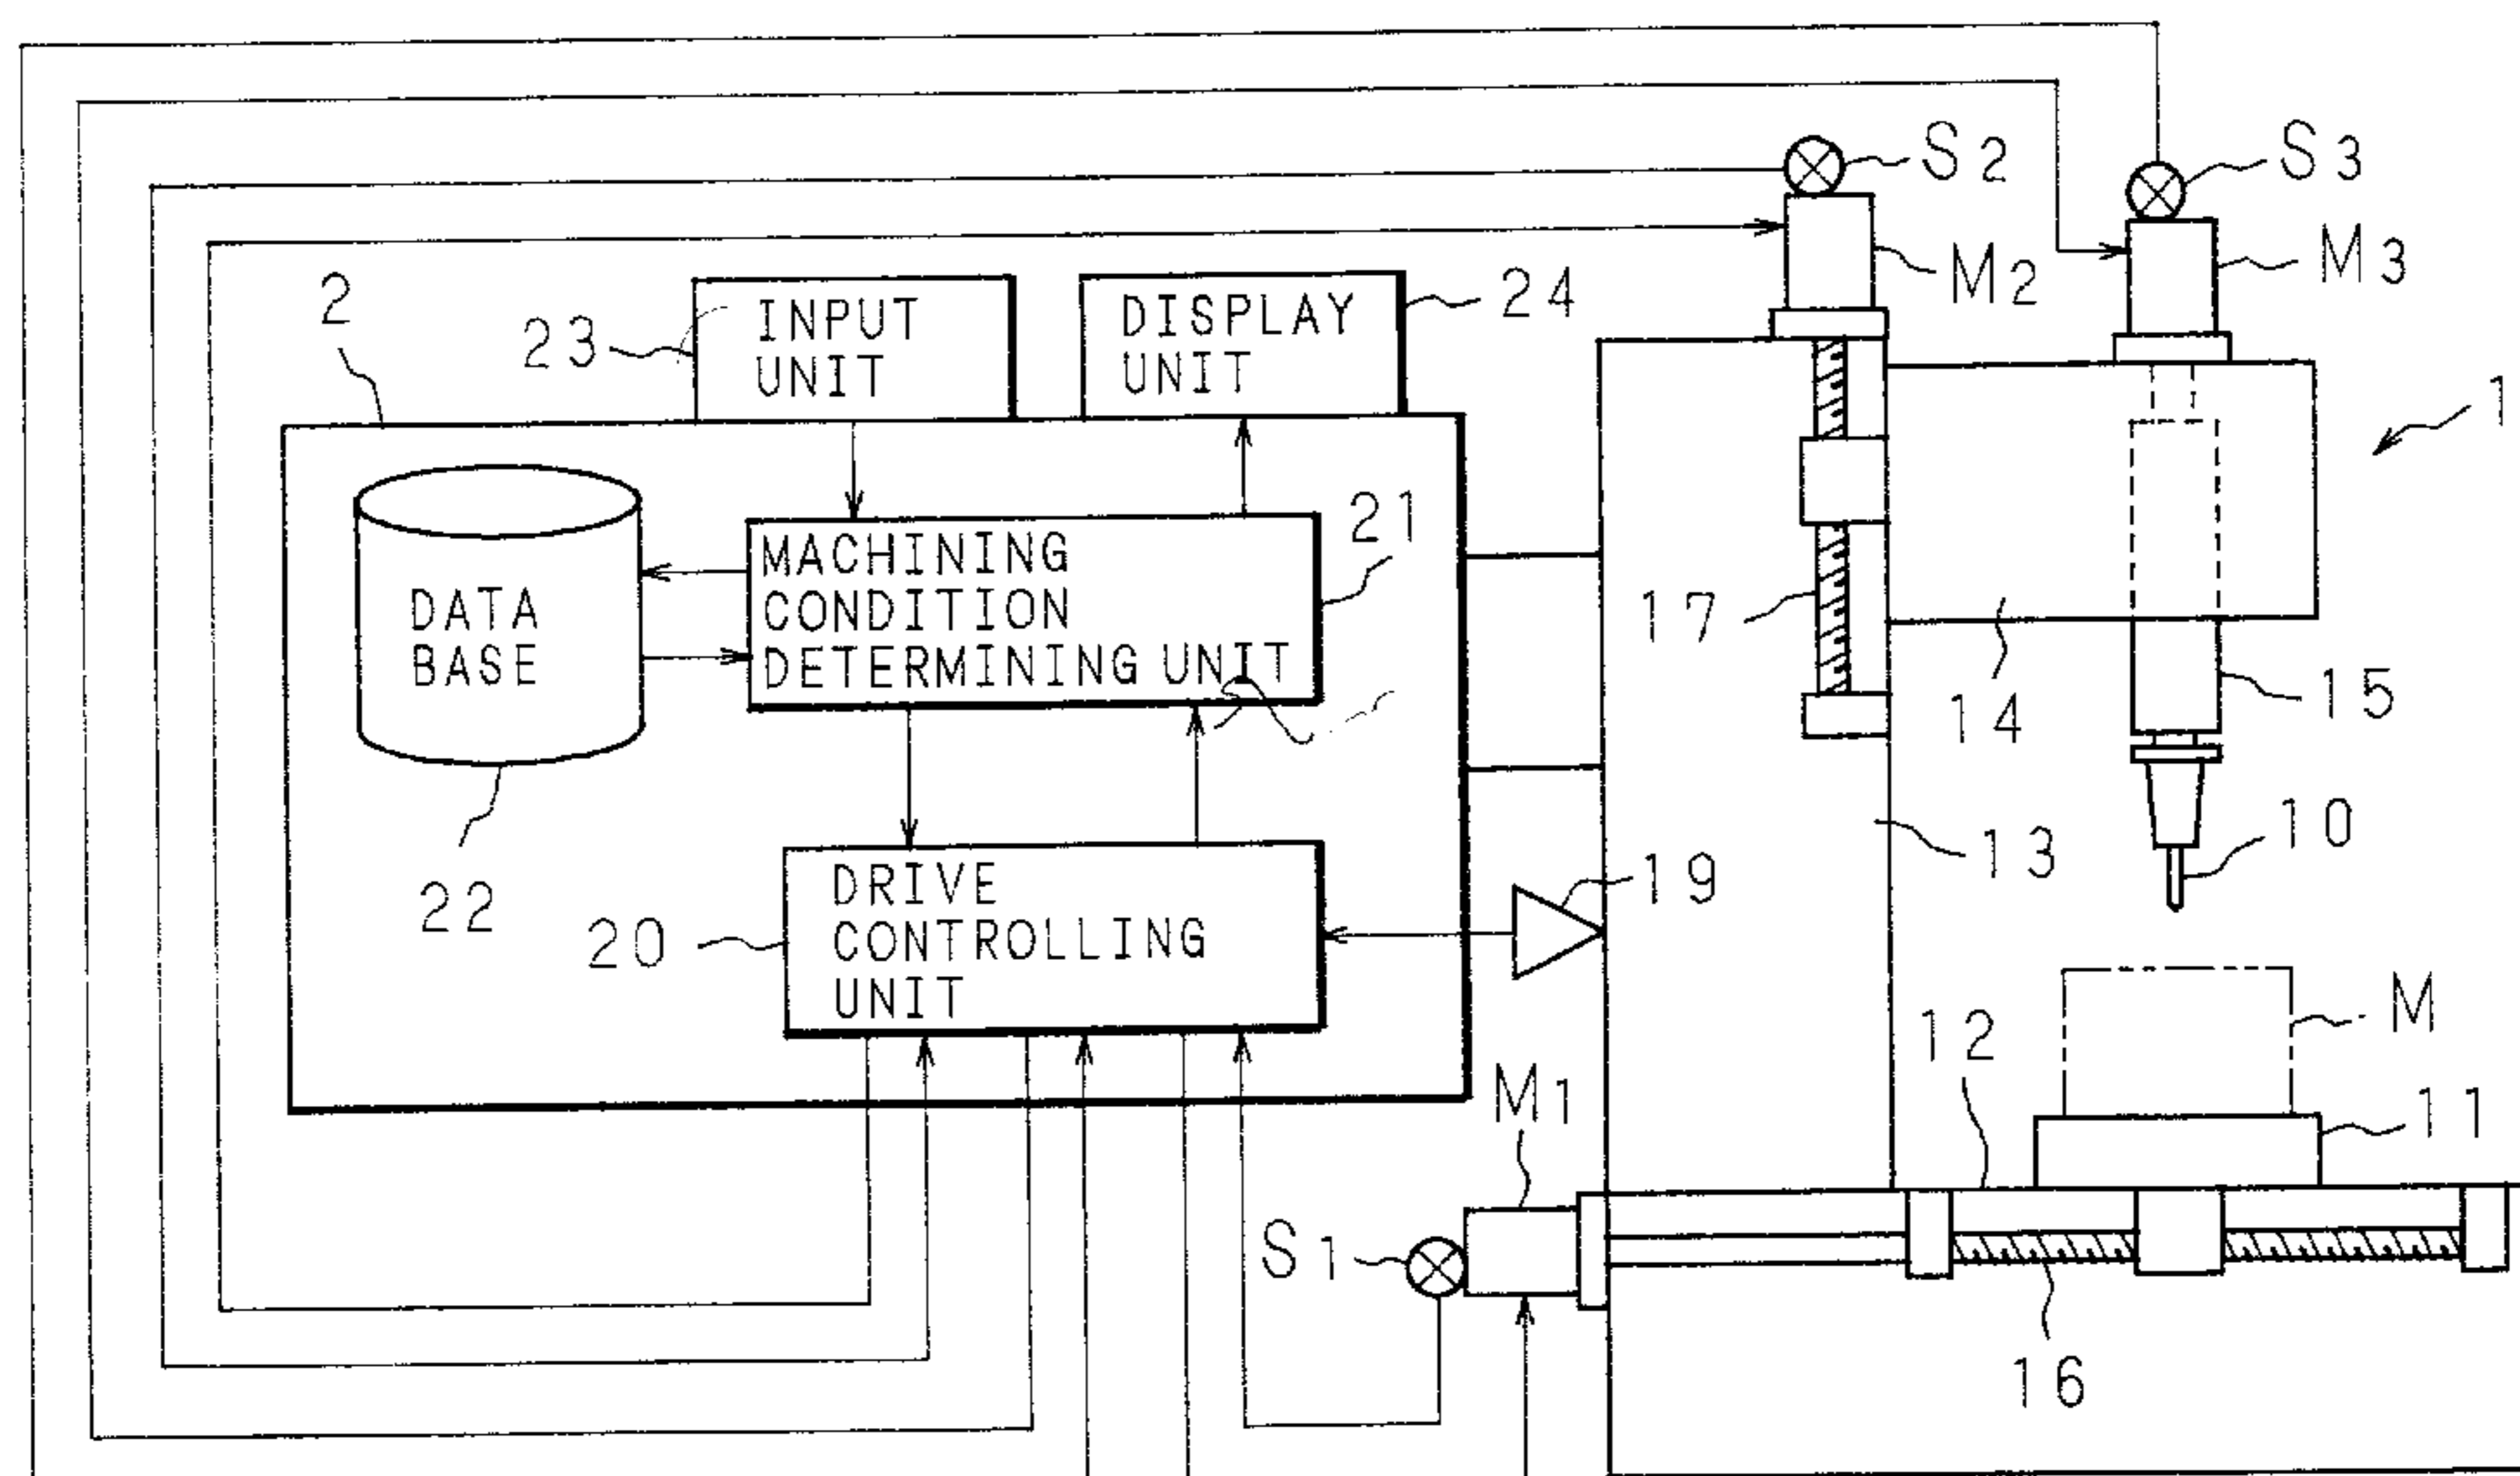 S2
S3
M2
M3
2
23
INPUT
UNIT
DISPLAY
UNIT
24
1
21
MACHINING
CONDITION
DETERMINING UNIT
DATA
BASE
17
14
15
22
10
13
19
20
DRIVE
CONTROLLING
UNIT
M
12
M1
11
S1
16